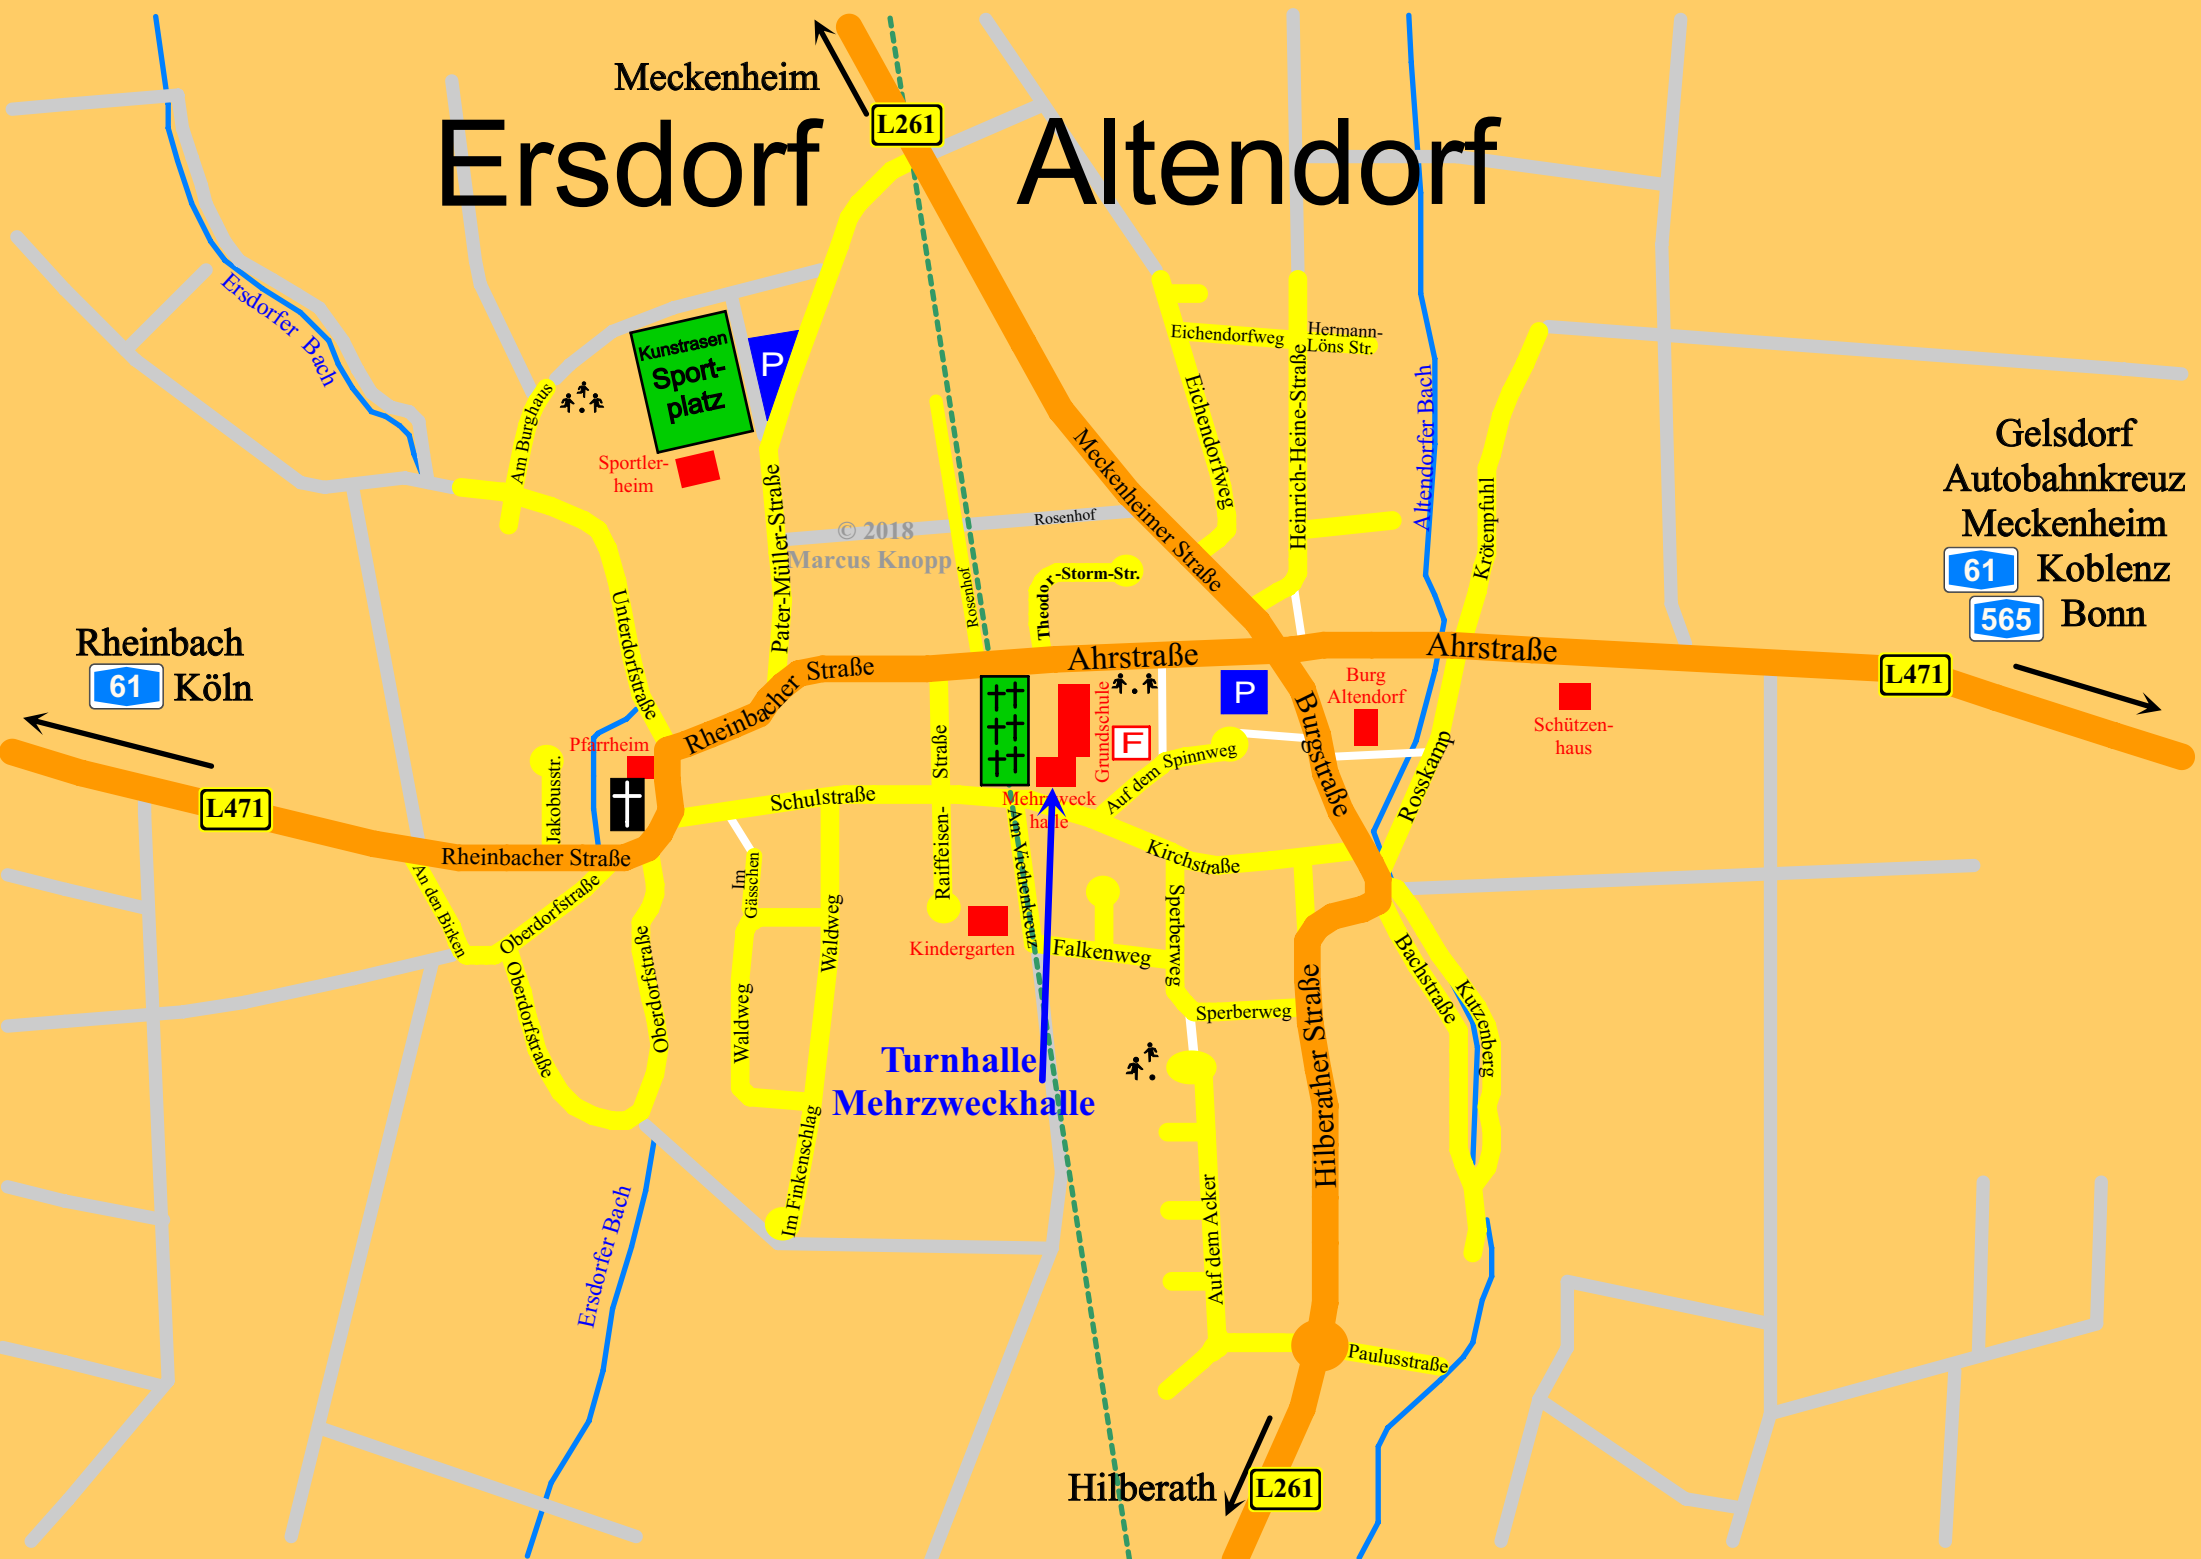 Meckenheim
L261
Ersdorf
Altendorf
Ersdorfer Bach
Kunstrasen
Sport-
platz
P
Sportler-
heim
Am Burghaus
Pater-Müller-Straße
© 2018
Marcus Knopp
Rosenhof
Rosenhof
Theodor-Storm-Str.
Meckenheimer Straße
Eichendorfweg
Eichendorfweg
Hermann-
Löns Str.
Heinrich-Heine-Straße
Altendorfer Bach
Krötenpfuhl
Gelsdorf
Autobahnkreuz
Meckenheim
61 Koblenz
565 Bonn
Rheinbach
61 Köln
L471
Unterdorfstraße
Rheinbacher Straße
Ahrstraße
Ahrstraße
L471
Pfarrheim
Jakobusstr.
Rheinbacher Straße
Schulstraße
Raiffeisen- Straße
Grundschule
F
Mehrzweck
halle
P
Burg
Altendorf
Schützen-
haus
Burgstraße
Rosskamp
Auf dem Spinnweg
Kirchstraße
An den Birken
Oberdorfstraße
Oberdorfstraße
Oberdorfstraße
Im
Gässchen
Waldweg
Waldweg
Im Finkenschlag
Kindergarten
Am Viethenkreuz
Falkenweg
Sperberweg
Sperberweg
Bachstraße
Kutzenberg
Hilberather Straße
Turnhalle
Mehrzweckhalle
Auf dem Acker
Ersdorfer Bach
Paulusstraße
Hilberath
L261